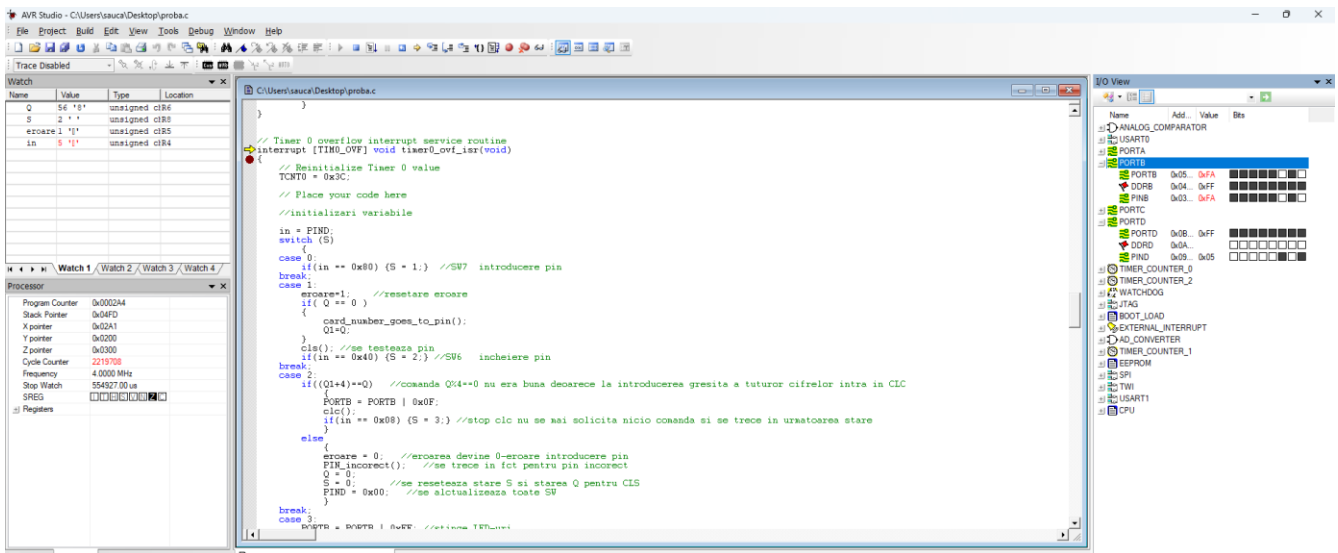 AVR Studio - C:\Users\sauca\Desktop\proba.c
File Project Build Edit View Tools Debug Window Help
Trace Disabled
Watch
Name Value Type Location
Q 56 '8' unsigned ch R6
S 2 ' ' unsigned ch R8
eroare 1 unsigned ch R5
in 5 unsigned ch R4
Watch 1 Watch 2 Watch 3 Watch 4
Processor
Program Counter 0x0002A4
Stack Pointer 0x04FD
X pointer 0x02A1
Y pointer 0x0200
Z pointer 0x0300
Cycle Counter 2219708
Frequency 4.0000 MHz
Stop Watch 554927.00 us
SREG I T H S V N Z C
Registers
C:\Users\sauca\Desktop\proba.c
}
}
// Timer 0 overflow interrupt service routine
interrupt [TIM0_OVF] void timer0_ovf_isr(void)
{
// Reinitialize Timer 0 value
TCNT0 = 0x3C;
// Place your code here
//initializari variabile
in = PIND;
switch (S)
{
case 0:
if(in == 0x80) {S = 1;} //SW7 introducere pin
break;
case 1:
eroare=1; //resetare eroare
if( Q == 0 )
{
card_number_goes_to_pin();
Q1=Q;
}
cls(); //se testeaza pin
if(in == 0x40) {S = 2;} //SW6 incheiere pin
break;
case 2:
if((Q1+4)==Q) //comanda Q%4==0 nu era buna deoarece la introducerea gresita a tuturor cifrelor intra in CLC
{
PORTB = PORTB | 0x0F;
clc();
if(in == 0x08) {S = 3;} //stop clc nu se mai solicita nicio comanda si se trece in urmatoarea stare
}
else
{
eroare = 0; //eroarea devine 0-eroare introducere pin
PIN_incorect(); //se trece in fct pentru pin incorect
Q = 0;
S = 0; //se reseteaza stare S si starea Q pentru CLS
PIND = 0x00; //se alctualizeaza toate SW
}
break;
case 3:
PORTB = PORTB | 0xFF; //stinge LED-uri
I/O View
Name Add... Value Bits
ANALOG_COMPARATOR
USART0
PORTA
PORTB
PORTB 0x05... 0xFA
DDRB 0x04... 0xFF
PINB 0x03... 0xFA
PORTC
PORTD
PORTD 0x0B... 0xFF
DDRD 0x0A...
PIND 0x09... 0x05
TIMER_COUNTER_0
TIMER_COUNTER_2
WATCHDOG
JTAG
BOOT_LOAD
EXTERNAL_INTERRUPT
AD_CONVERTER
TIMER_COUNTER_1
EEPROM
SPI
TWI
USART1
CPU